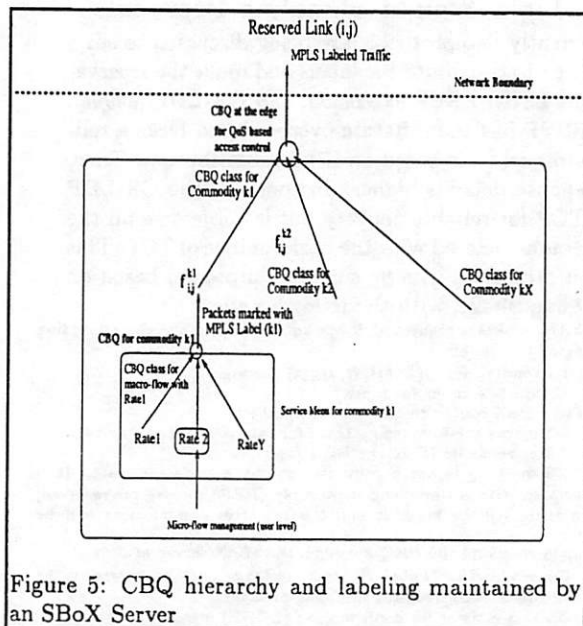 Reserved Link (i,j)
MPLS Labeled Traffic
Network Boundary
CBQ at the edge
for QoS based
access control
CBQ class for
Commodity k1
f ij k2
CBQ class for
Commodity k2
CBQ class for
Commodity kX
f ij k1
Packets marked with
MPLS Label (k1)
CBQ for commodity k1
CBQ class for
macro-flow with
Rate1
Service Menu for commodity k1
Rate1
Rate 2
RateY
Micro-flow management (user level)
Figure 5: CBQ hierarchy and labeling maintained by
an SBoX Server